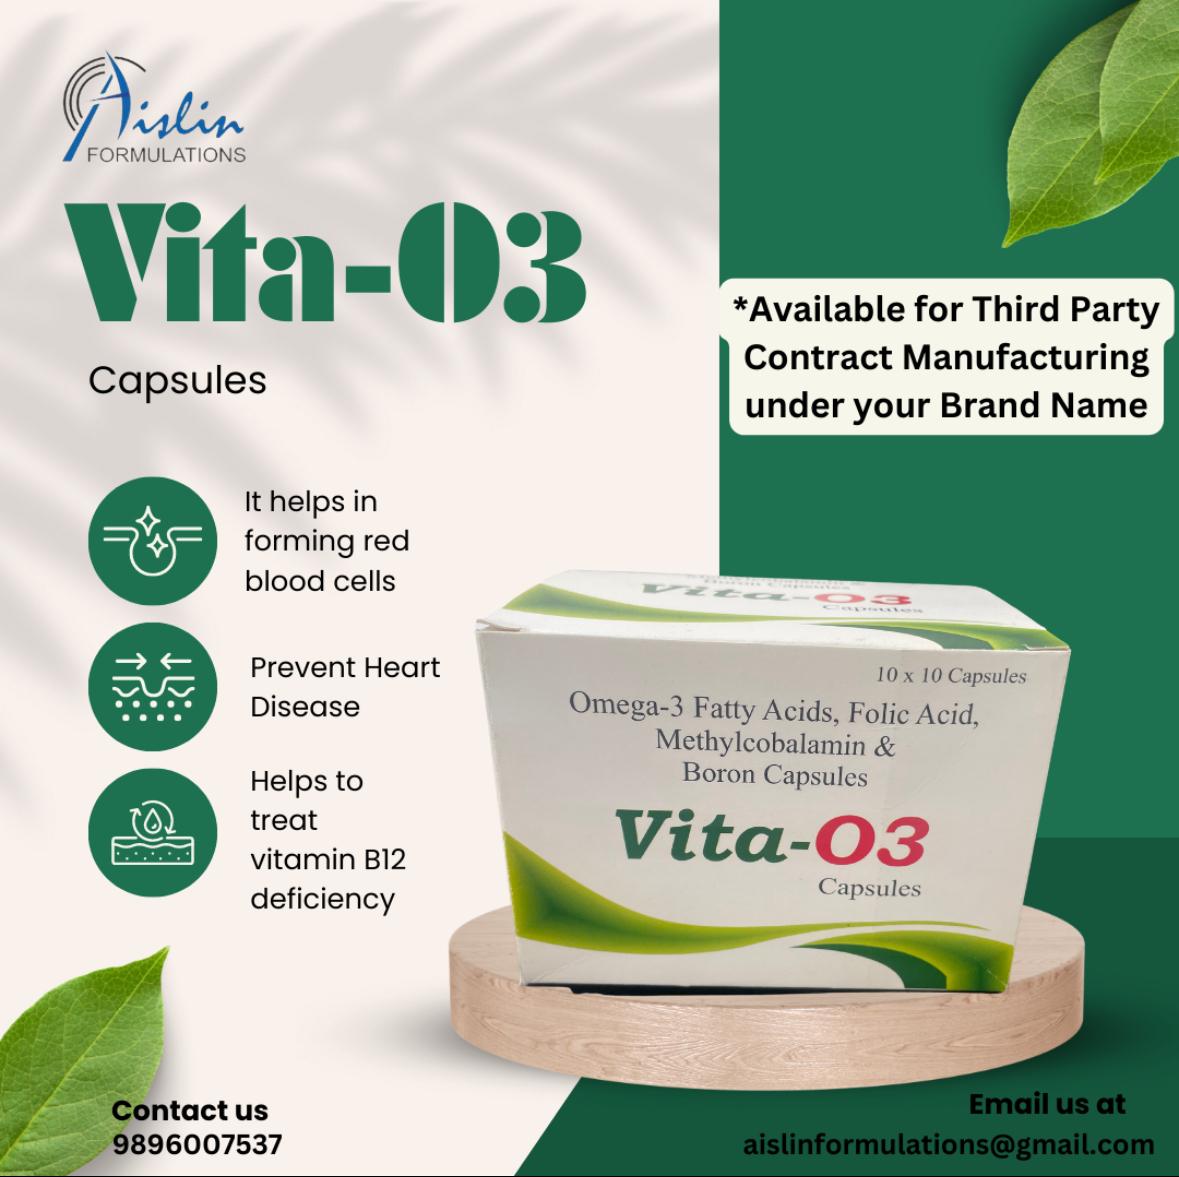 Aislin
FORMULATIONS
Vita-O3
Capsules
*Available for Third Party
Contract Manufacturing
under your Brand Name
It helps in
forming red
blood cells
Prevent Heart
Disease
Helps to
treat
vitamin B12
deficiency
Boron Capsules
Vita-O3
Capsules
10 x 10 Capsules
Omega-3 Fatty Acids, Folic Acid,
Methylcobalamin &
Boron Capsules
Vita-O3
Capsules
Contact us
9896007537
Email us at
aislinformulations@gmail.com